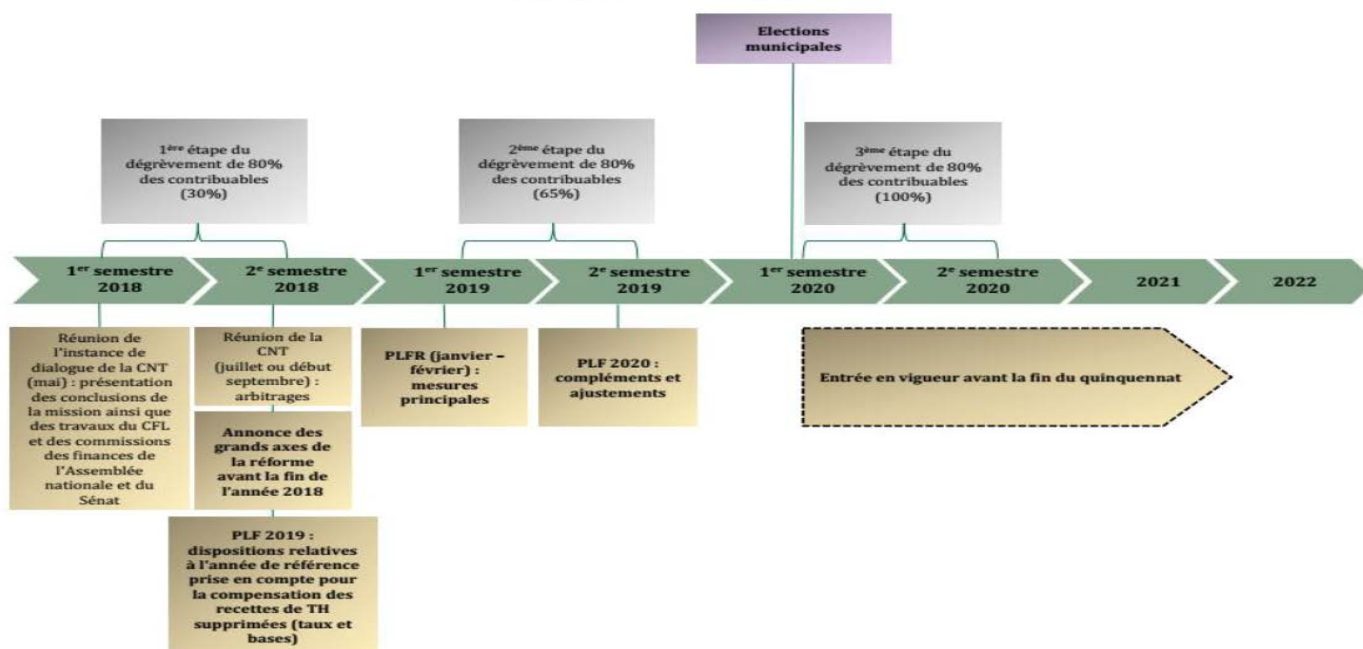 Elections
municipales
1ère étape du
dégrèvement de 80%
des contribuables
(30%)
2ème étape du
dégrèvement de 80%
des contribuables
(65%)
3ème étape du
dégrèvement de 80%
des contribuables
(100%)
1er semestre
2018
2e semestre
2018
1er semestre
2019
2e semestre
2019
1er semestre
2020
2e semestre
2020
2021
2022
Réunion de
l'instance de
dialogue de la CNT
(mai) : présentation
des conclusions de
la mission ainsi que
des travaux du CFL
et des commissions
des finances de
l'Assemblée
nationale et du
Sénat
Réunion de la
CNT
(juillet ou début
septembre) :
arbitrages
Annonce des
grands axes de
la réforme
avant la fin de
l'année 2018
PLF 2019 :
dispositions relatives
à l'année de référence
prise en compte pour
la compensation des
recettes de TH
supprimées (taux et
bases)
PLFR (janvier –
février) :
mesures
principales
PLF 2020 :
compléments et
ajustements
Entrée en vigueur avant la fin du quinquennat